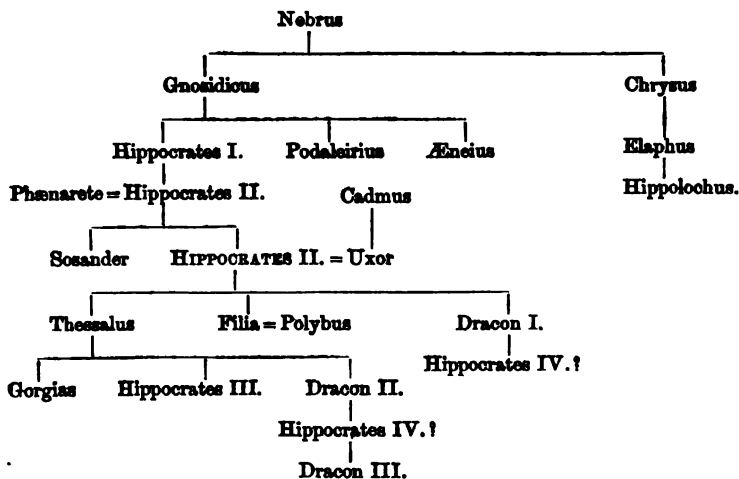 Nebrus
Gnosidicus Chrysus
Hippocrates I. Podaleirius Æneius Elaphus
Phænarete = Hippocrates II. Cadmus Hippolochus.
Sosander HIPPOCRATES II. = Uxor
Thessalus Filia = Polybus Dracon I.
Gorgias Hippocrates III. Dracon II. Hippocrates IV.?
Hippocrates IV.?
Dracon III.